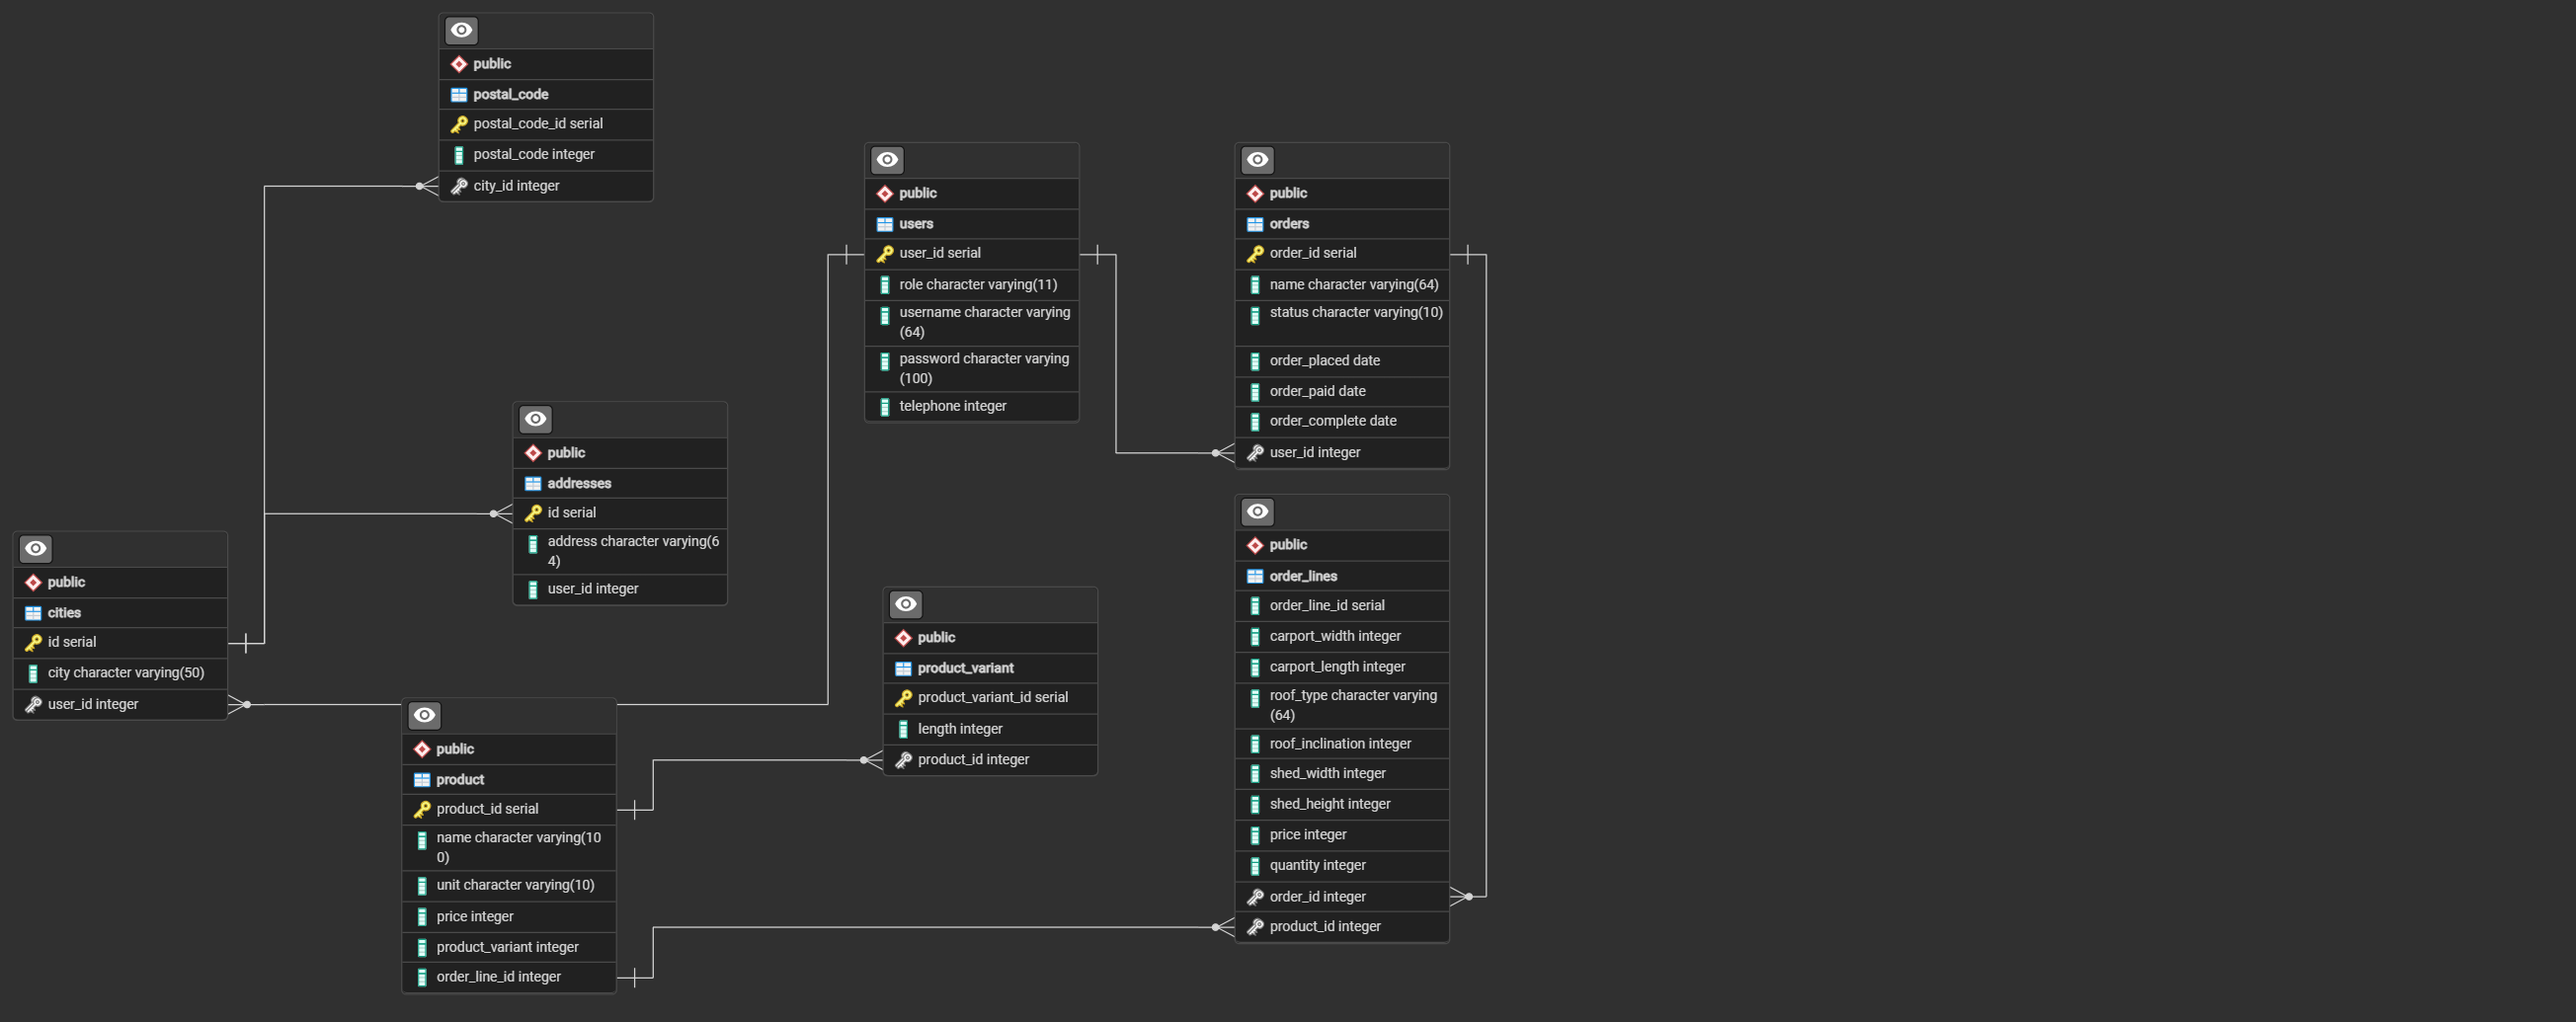 public
postal_code
postal_code_id serial
postal_code integer
city_id integer
public
users
user_id serial
role character varying(11)
username character varying
(64)
password character varying
(100)
telephone integer
public
orders
order_id serial
name character varying(64)
status character varying(10)
order_placed date
order_paid date
order_complete date
user_id integer
public
addresses
id serial
address character varying(6
4)
user_id integer
public
cities
id serial
city character varying(50)
user_id integer
public
product_variant
product_variant_id serial
length integer
product_id integer
public
order_lines
order_line_id serial
carport_width integer
carport_length integer
roof_type character varying
(64)
roof_inclination integer
shed_width integer
shed_height integer
price integer
quantity integer
order_id integer
product_id integer
public
product
product_id serial
name character varying(10
0)
unit character varying(10)
price integer
product_variant integer
order_line_id integer